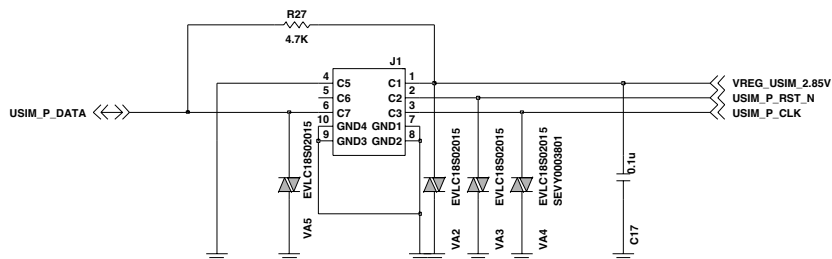 R27
4.7K
J1
4 C5 C1 1 VREG_USIM_2.85V
5 C6 C2 2 USIM_P_RST_N
USIM_P_DATA 6 C7 C3 3 USIM_P_CLK
10 GND4 GND1 7
9 GND3 GND2 8
EVLC18S02015
VA5
EVLC18S02015
VA2
EVLC18S02015
VA3
EVLC18S02015
SEVY0003801
VA4
0.1u
C17